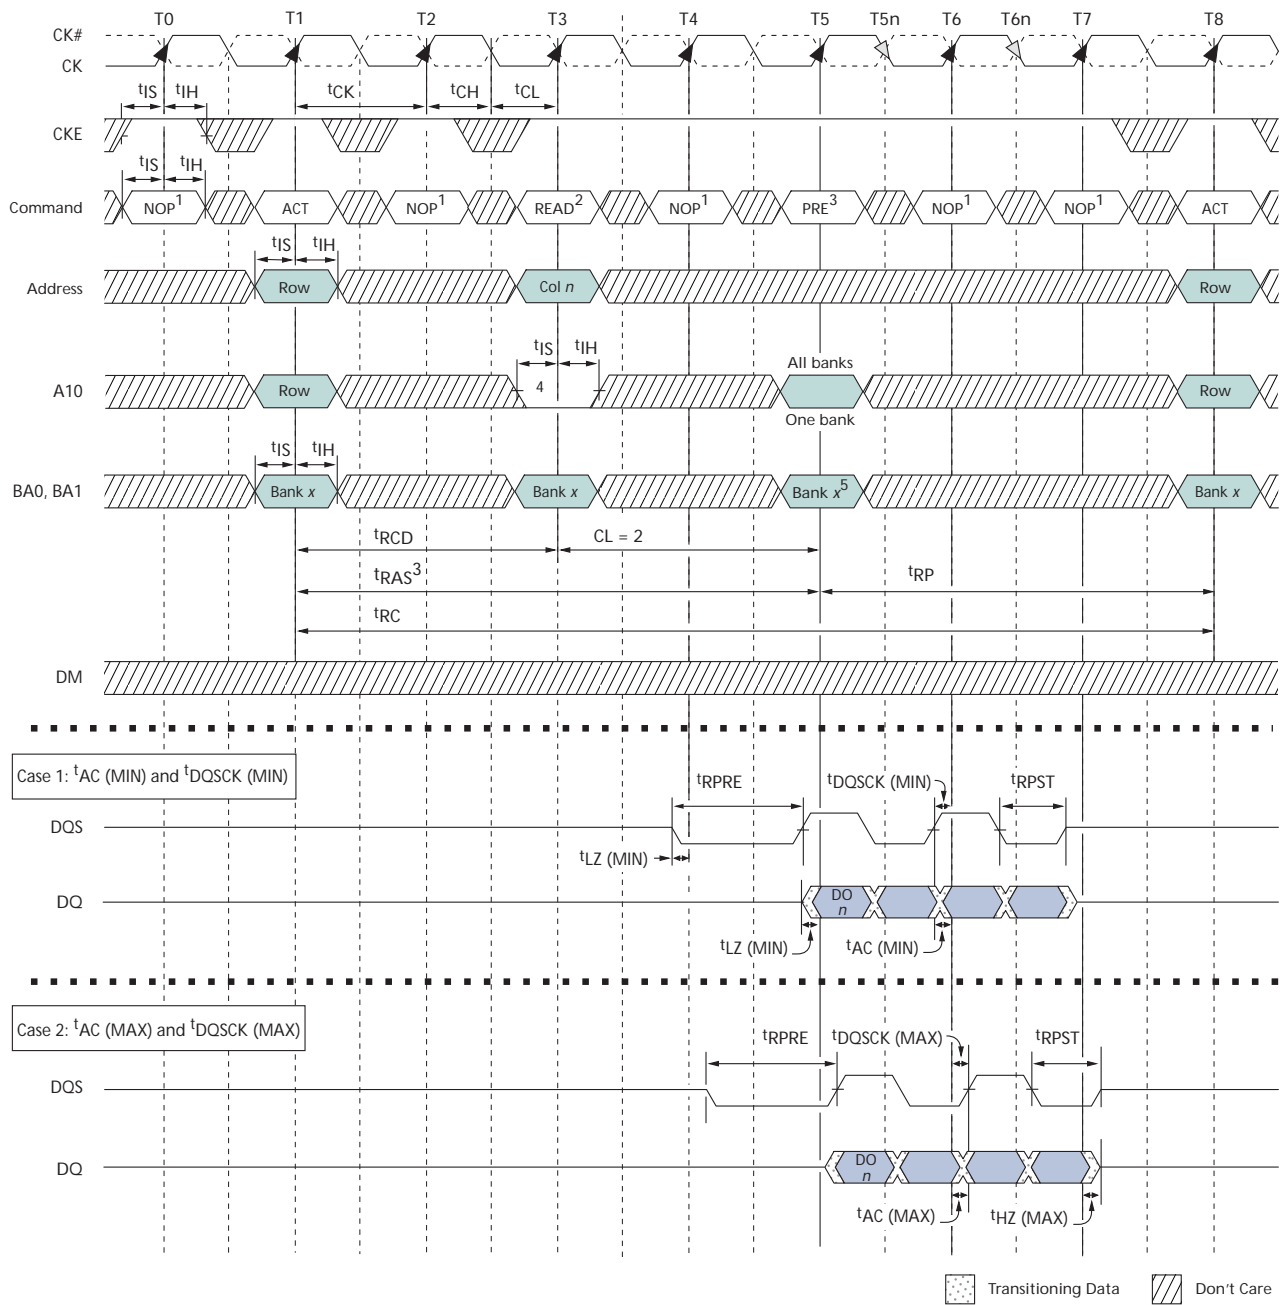 T0 T1 T2 T3 T4 T5 T5n T6 T6n T7 T8
CK#
CK
tIS tIH tCK tCH tCL
CKE
tIS tIH
Command NOP1 ACT NOP1 READ2 NOP1 PRE3 NOP1 NOP1 ACT
tIS tIH
Address Row Col n Row
tIS tIH All banks
A10 Row 4 Row
One bank
tIS tIH
BA0, BA1 Bank x Bank x Bank x5 Bank x
tRCD CL = 2
tRAS3 tRP
tRC
DM
Case 1: tAC (MIN) and tDQSCK (MIN)
tRPRE tDQSCK (MIN) tRPST
DQS
tLZ (MIN)
DQ DO
n
tLZ (MIN) tAC (MIN)
Case 2: tAC (MAX) and tDQSCK (MAX)
tRPRE tDQSCK (MAX) tRPST
DQS
DQ DO
n
tAC (MAX) tHZ (MAX)
Transitioning Data Don't Care